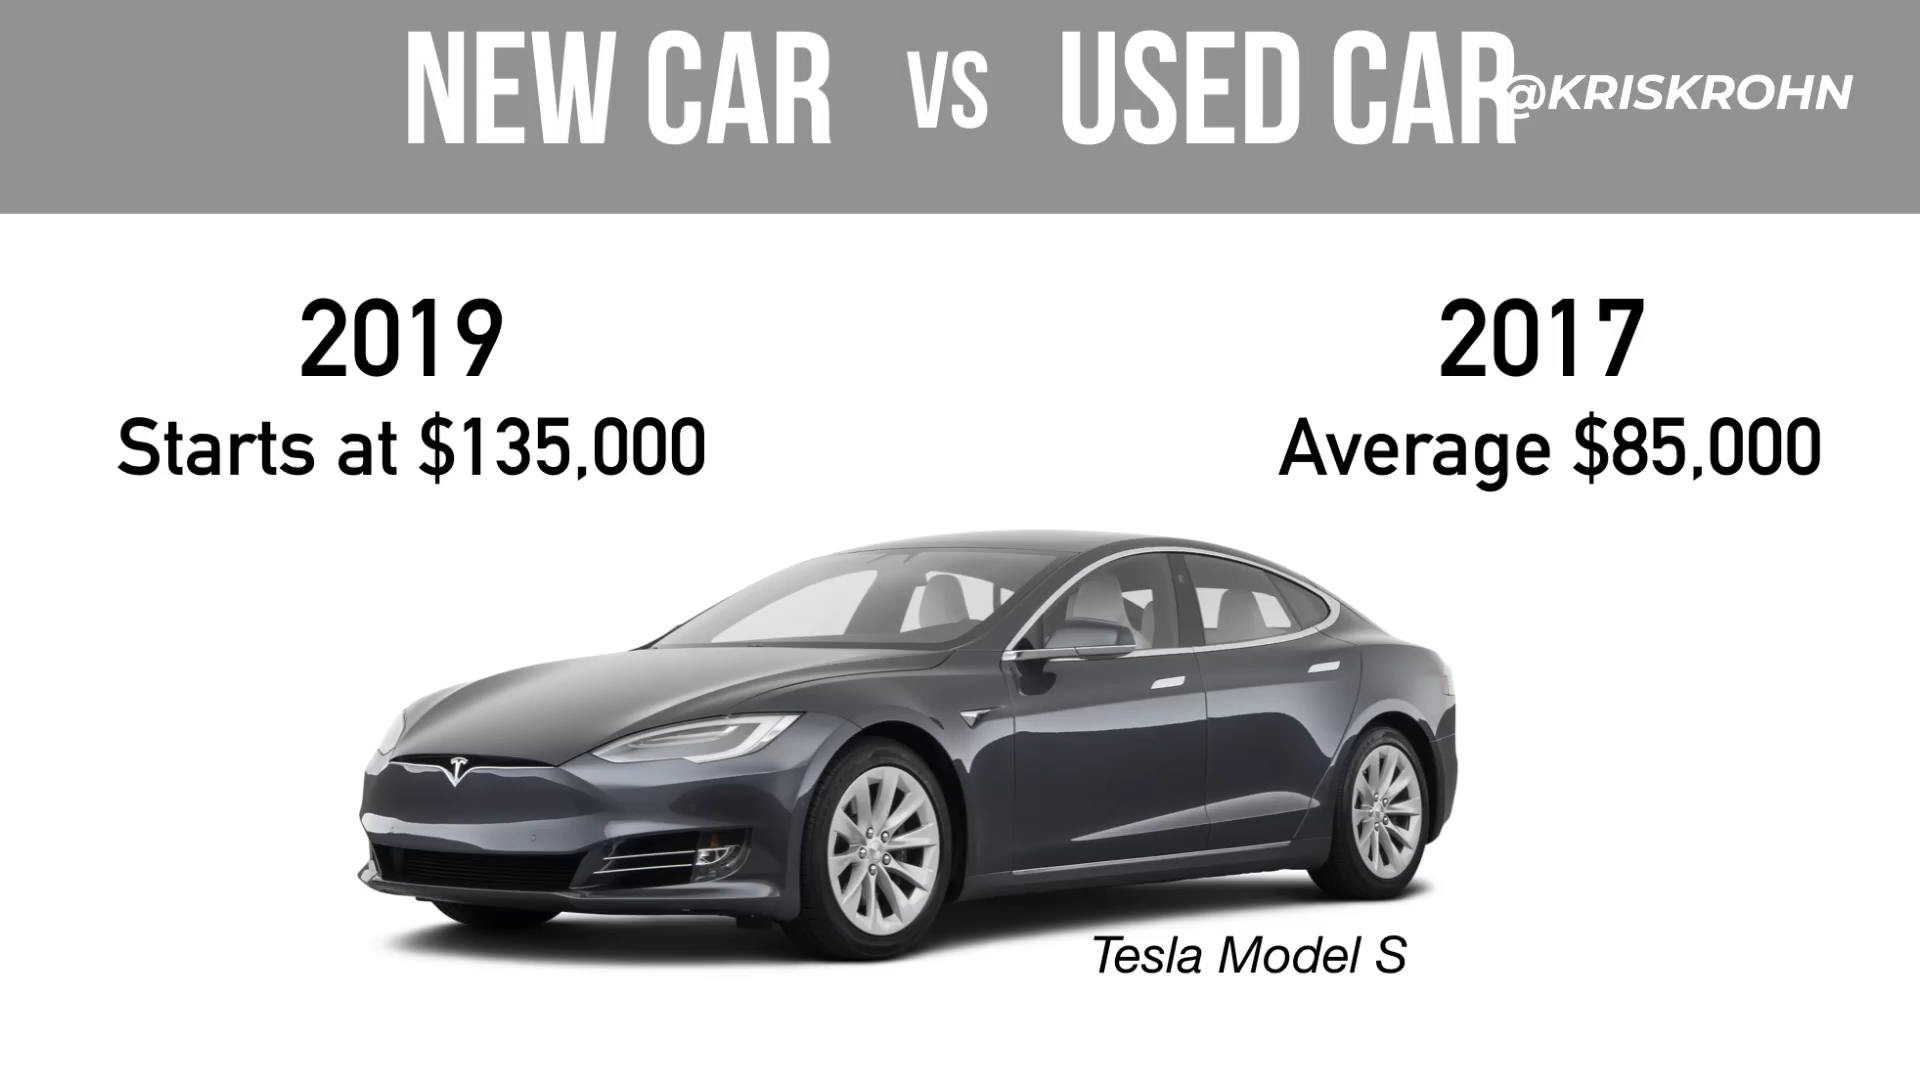 NEW CAR VS USED CAR
@KRISKROHN
2019
Starts at $135,000
2017
Average $85,000
Tesla Model S